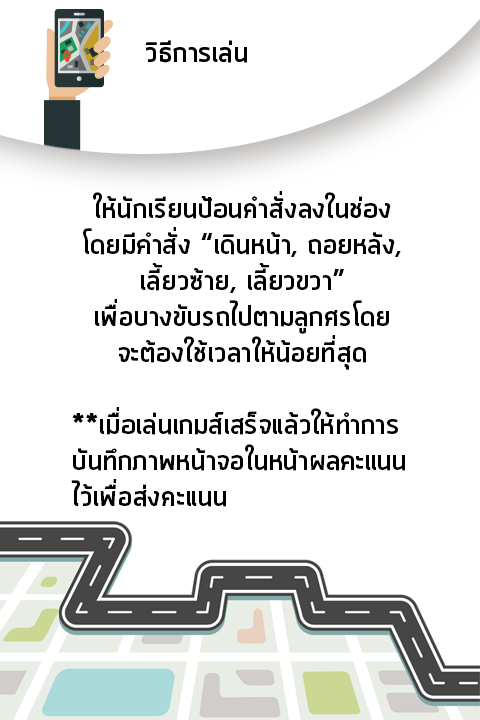 วิธีการเล่น
ให้นักเรียนป้อนคำสั่งลงในช่อง
โดยมีคำสั่ง “เดินหน้า, ถอยหลัง,
เลี้ยวซ้าย, เลี้ยวขวา”
เพื่อบางขับรถไปตามลูกศรโดย
จะต้องใช้เวลาให้น้อยที่สุด
**เมื่อเล่นเกมส์เสร็จแล้วให้ทำการ
บันทึกภาพหน้าจอในหน้าผลคะแนน
ไว้เพื่อส่งคะแนน